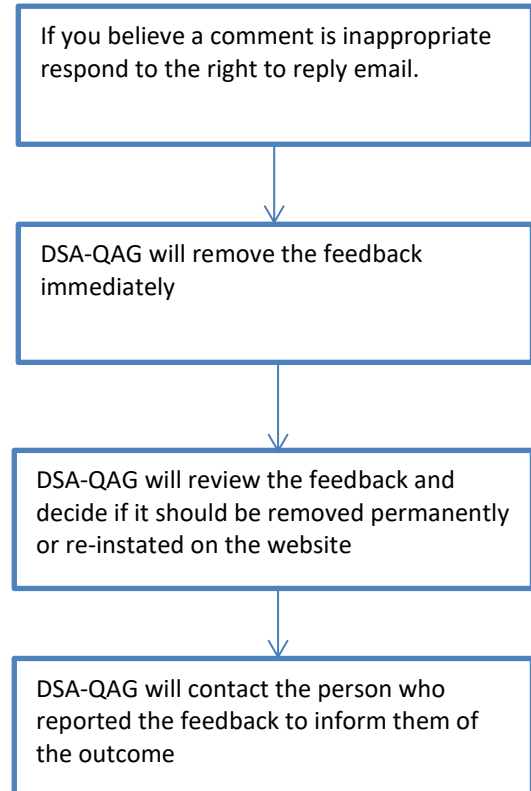 If you believe a comment is inappropriate
respond to the right to reply email.
DSA-QAG will remove the feedback
immediately
DSA-QAG will review the feedback and
decide if it should be removed permanently
or re-instated on the website
DSA-QAG will contact the person who
reported the feedback to inform them of
the outcome